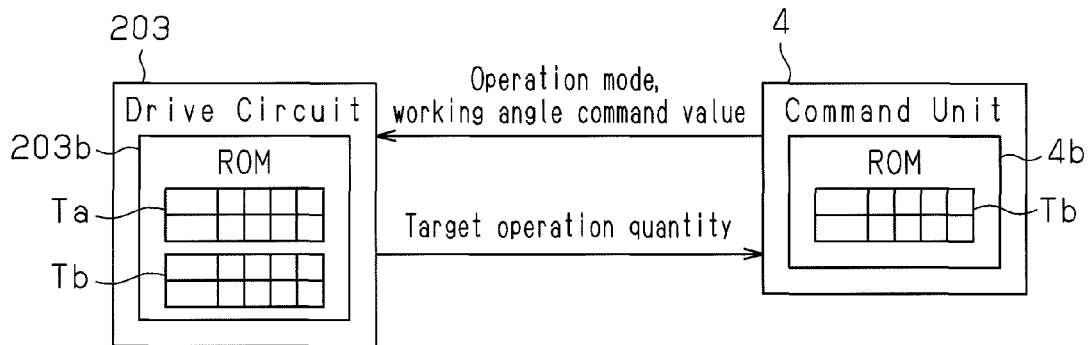 203
4
Drive Circuit
Operation mode,
working angle command value
Command Unit
203b
ROM
ROM
4b
Ta
Tb
Target operation quantity
Tb